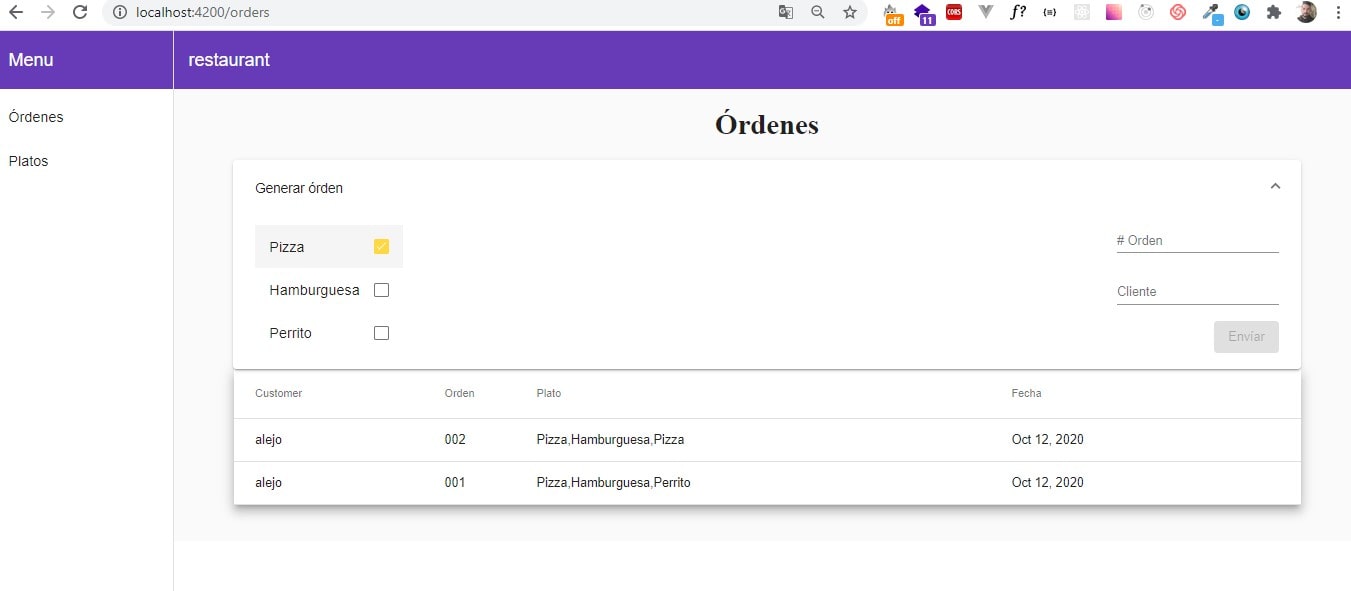 localhost:4200/orders
off
11
CORS
f?
{≡}
Menu
restaurant
Órdenes
Platos
Órdenes
Generar órden
Pizza
Hamburguesa
Perrito
# Orden
Cliente
Envíar
Customer Orden Plato Fecha
alejo 002 Pizza,Hamburguesa,Pizza Oct 12, 2020
alejo 001 Pizza,Hamburguesa,Perrito Oct 12, 2020